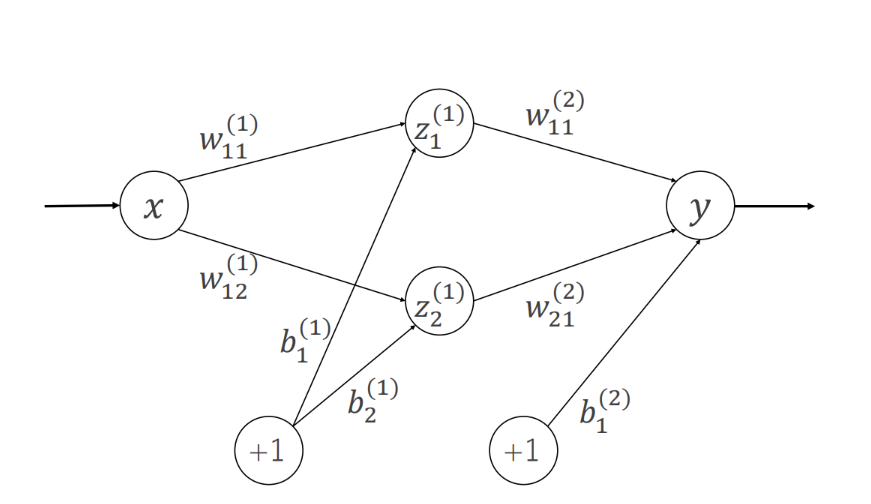 w_{11}^{(1)}
z_1^{(1)}
w_{11}^{(2)}
x
y
w_{12}^{(1)}
z_2^{(1)}
w_{21}^{(2)}
b_1^{(1)}
b_2^{(1)}
b_1^{(2)}
+1
+1